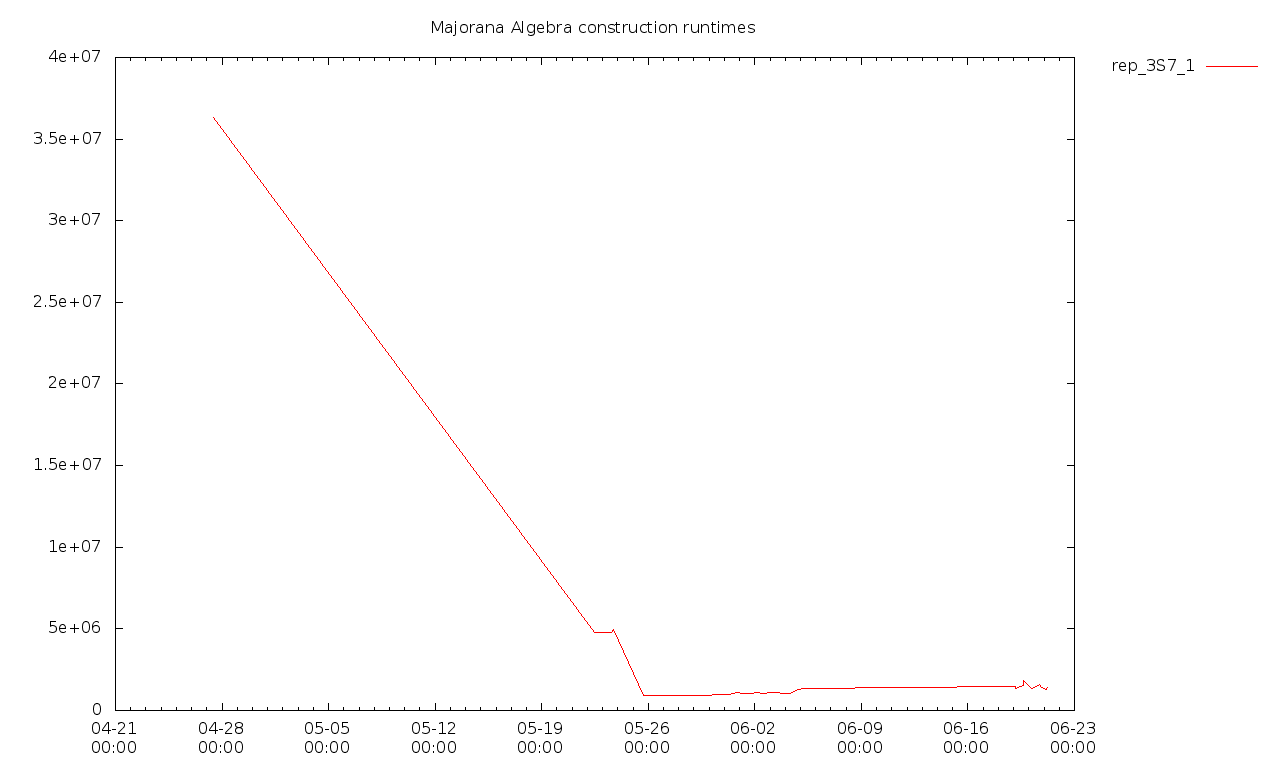 Majorana Algebra construction runtimes
rep_3S7_1
4e+07
3.5e+07
3e+07
2.5e+07
2e+07
1.5e+07
1e+07
5e+06
0
04-21 04-28 05-05 05-12 05-19 05-26 06-02 06-09 06-16 06-23
00:00 00:00 00:00 00:00 00:00 00:00 00:00 00:00 00:00 00:00